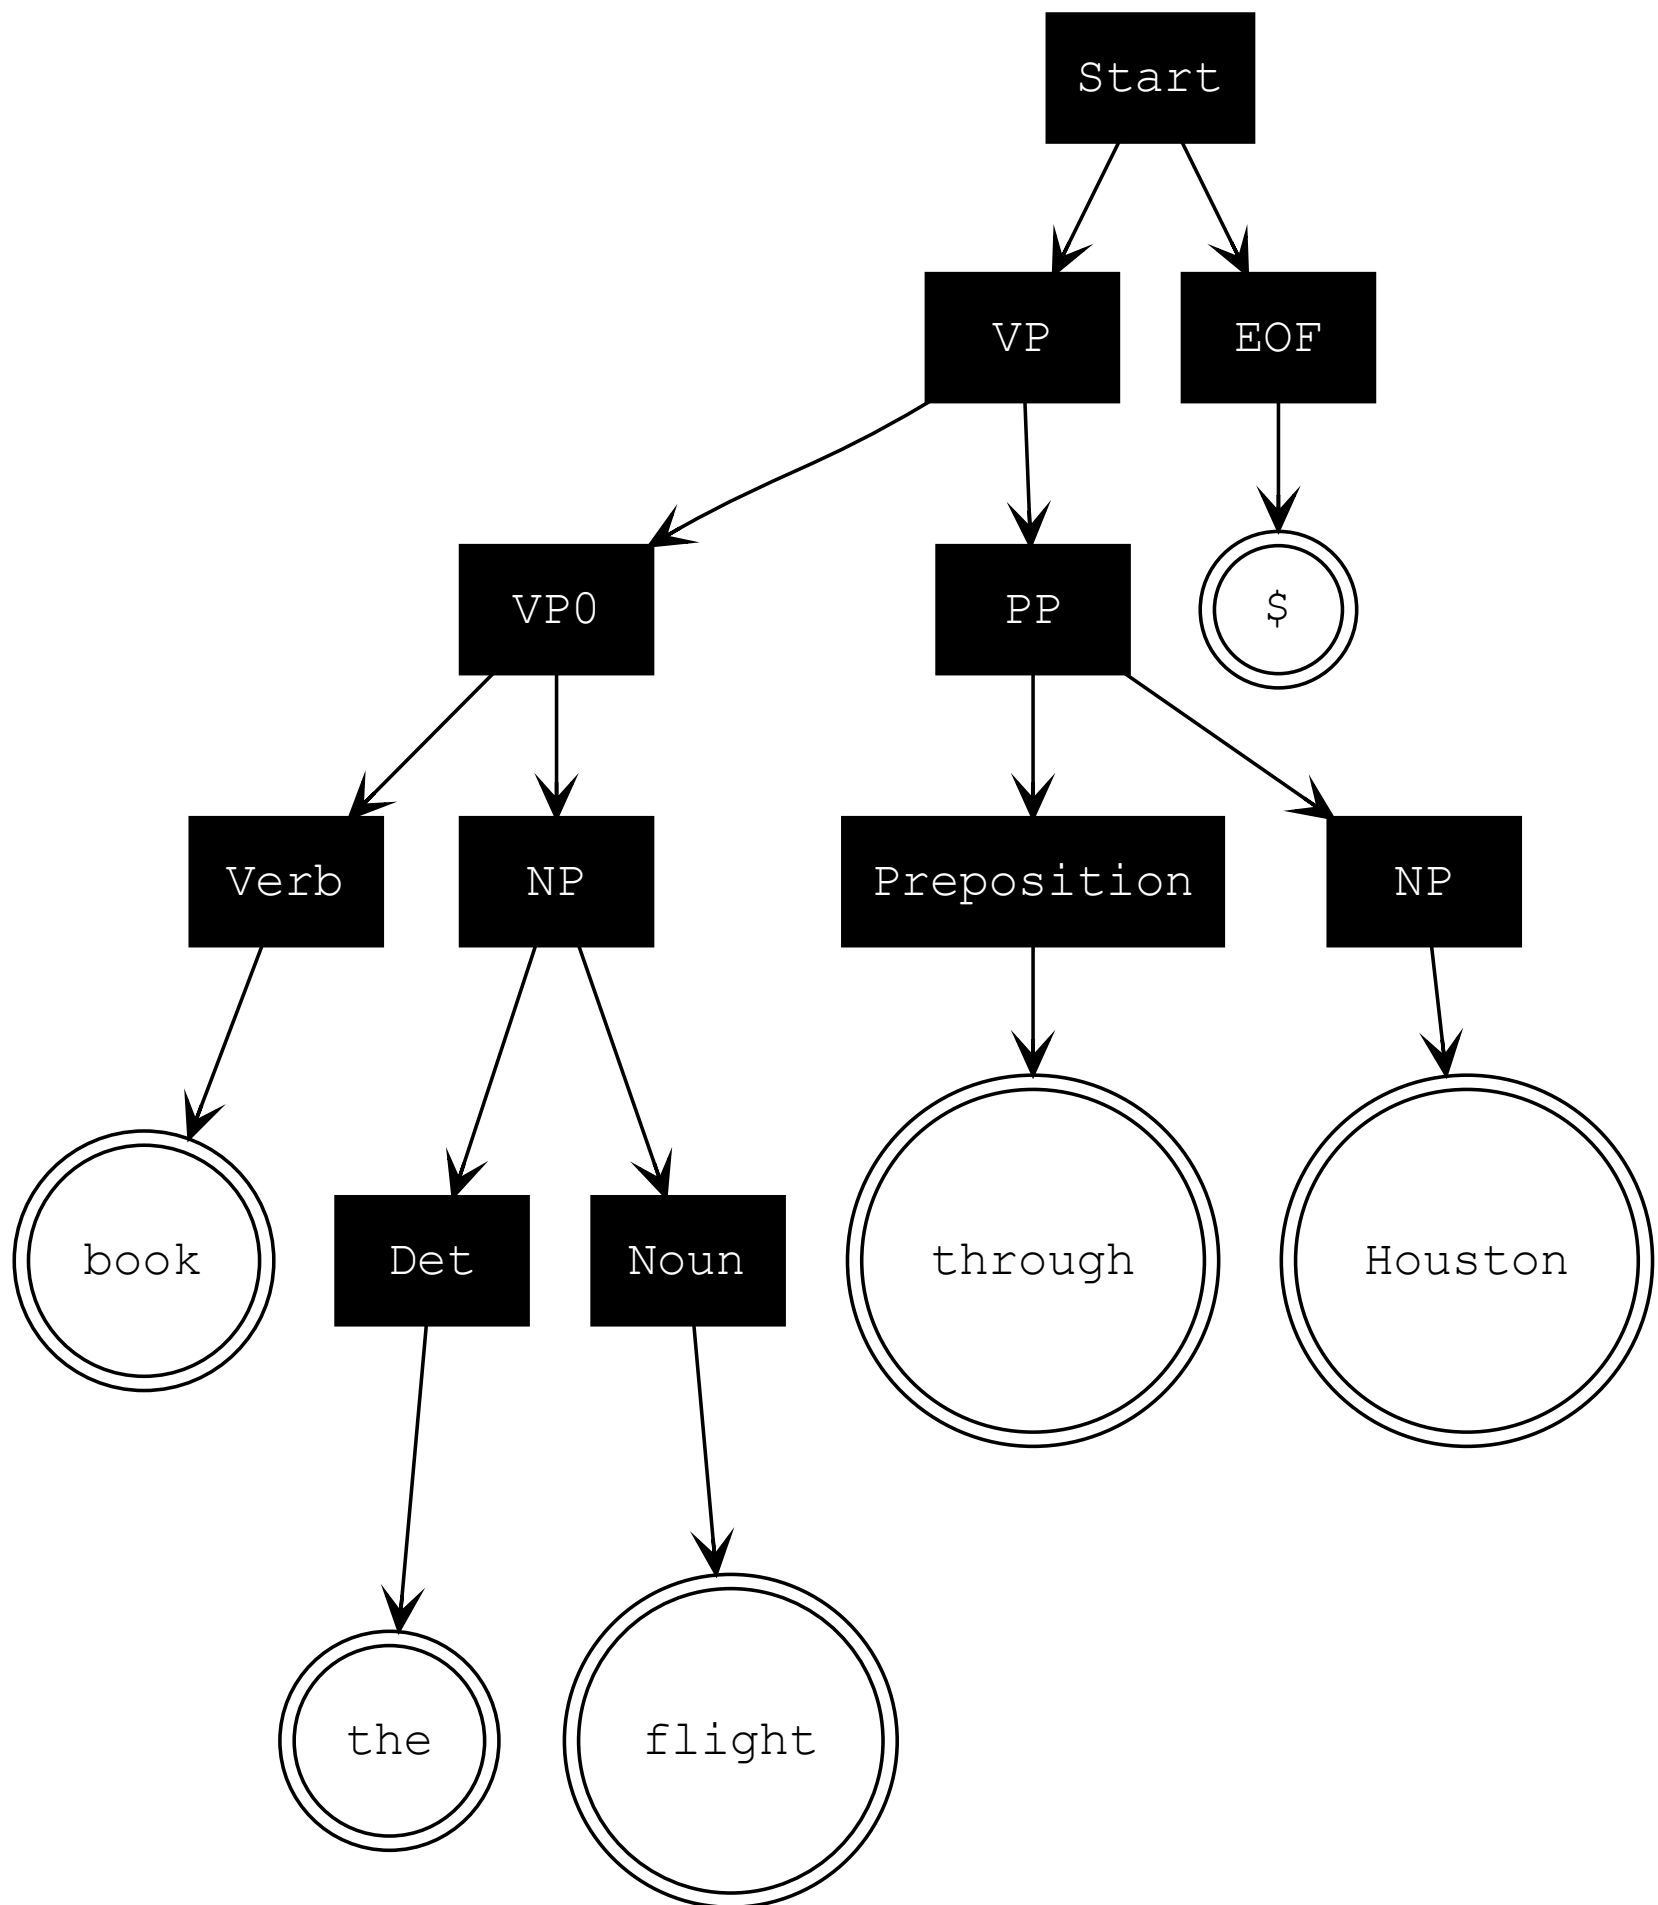 Start
VP EOF
VP0 PP $
Verb NP Preposition NP
book Det Noun through Houston
the flight